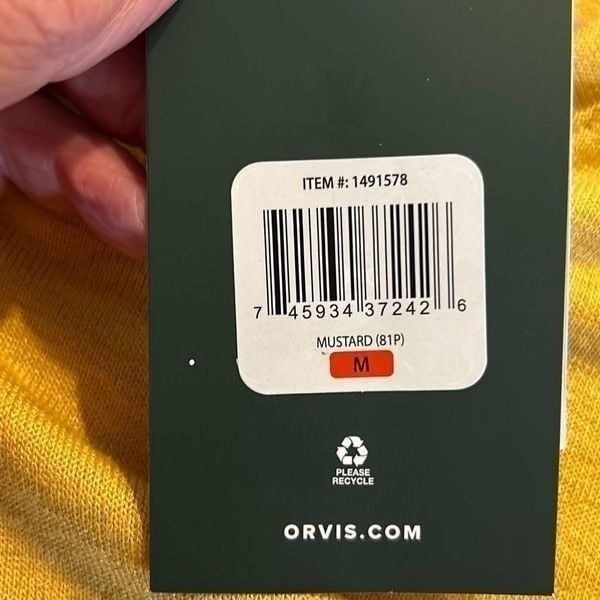 ITEM #: 1491578
7 45934 37242 6
MUSTARD (81P)
M
PLEASE
RECYCLE
ORVIS.COM